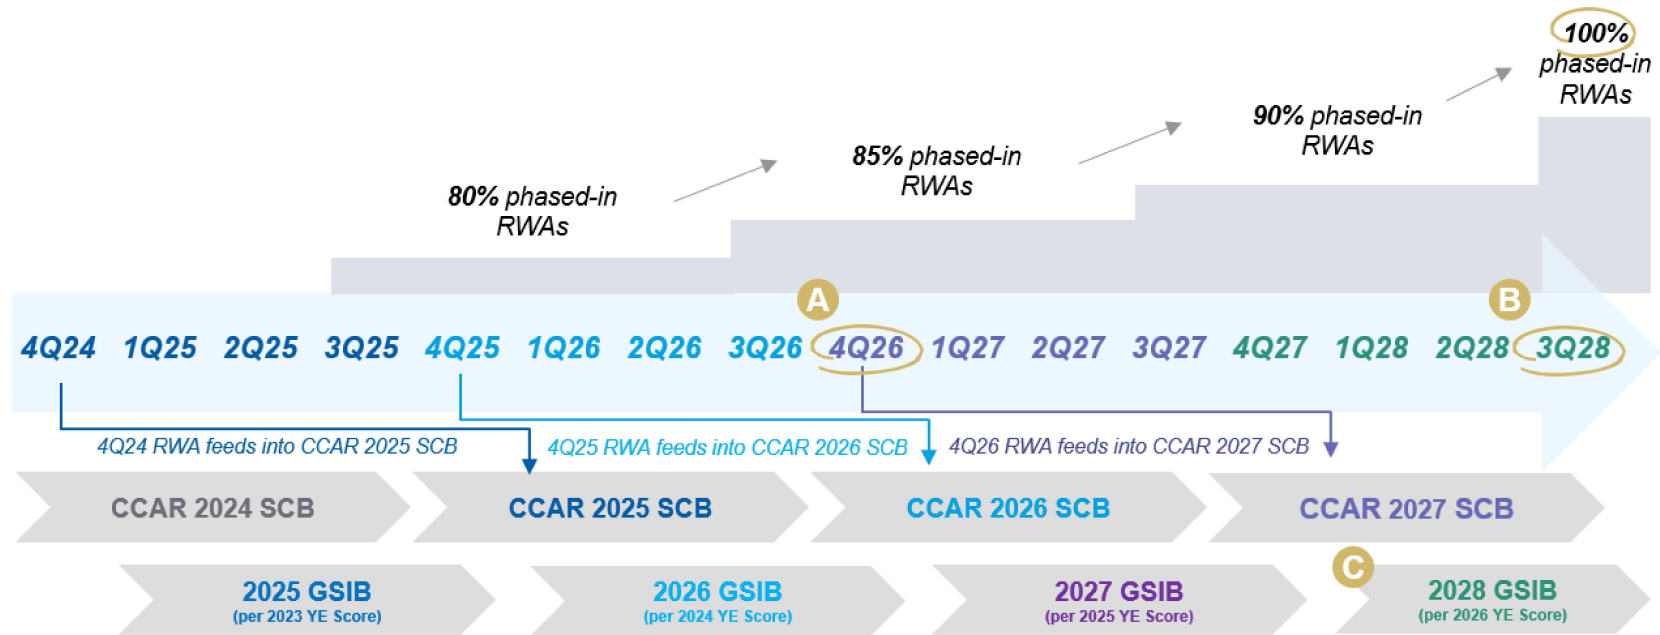 100%
phased-in
RWAs
90% phased-in
RWAs
85% phased-in
RWAs
80% phased-in
RWAs
A
B
4Q24 1Q25 2Q25 3Q25 4Q25 1Q26 2Q26 3Q26 4Q26 1Q27 2Q27 3Q27 4Q27 1Q28 2Q28 3Q28
4Q24 RWA feeds into CCAR 2025 SCB
4Q25 RWA feeds into CCAR 2026 SCB
4Q26 RWA feeds into CCAR 2027 SCB
CCAR 2024 SCB
CCAR 2025 SCB
CCAR 2026 SCB
CCAR 2027 SCB
C
2025 GSIB
(per 2023 YE Score)
2026 GSIB
(per 2024 YE Score)
2027 GSIB
(per 2025 YE Score)
2028 GSIB
(per 2026 YE Score)